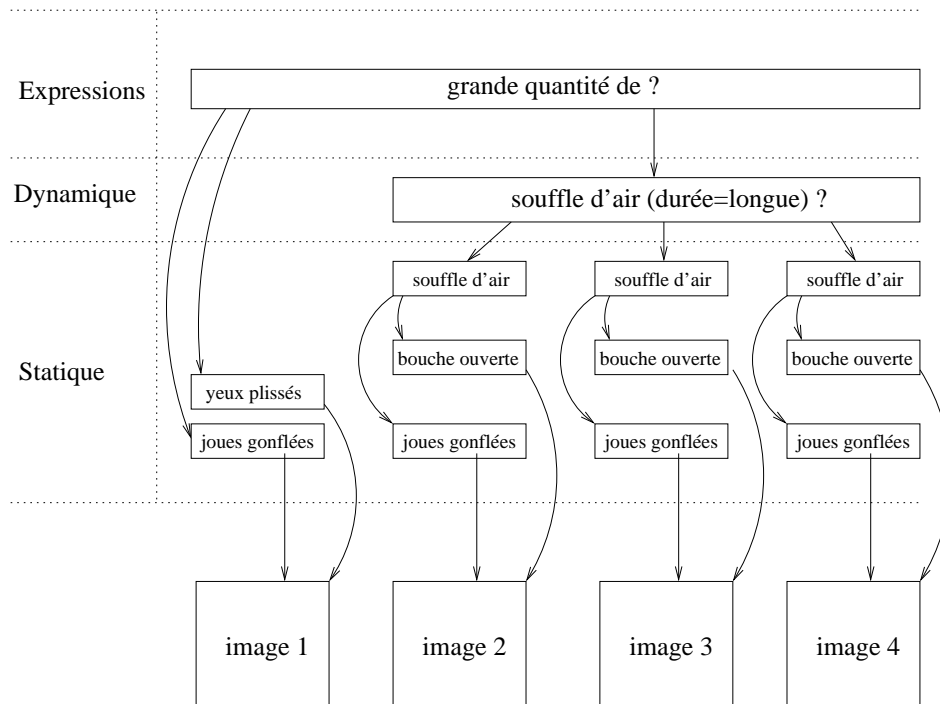 Expressions
grande quantité de ?
Dynamique
souffle d'air (durée=longue) ?
souffle d'air
souffle d'air
souffle d'air
bouche ouverte
bouche ouverte
bouche ouverte
Statique
yeux plissés
joues gonflées
joues gonflées
joues gonflées
joues gonflées
image 1
image 2
image 3
image 4